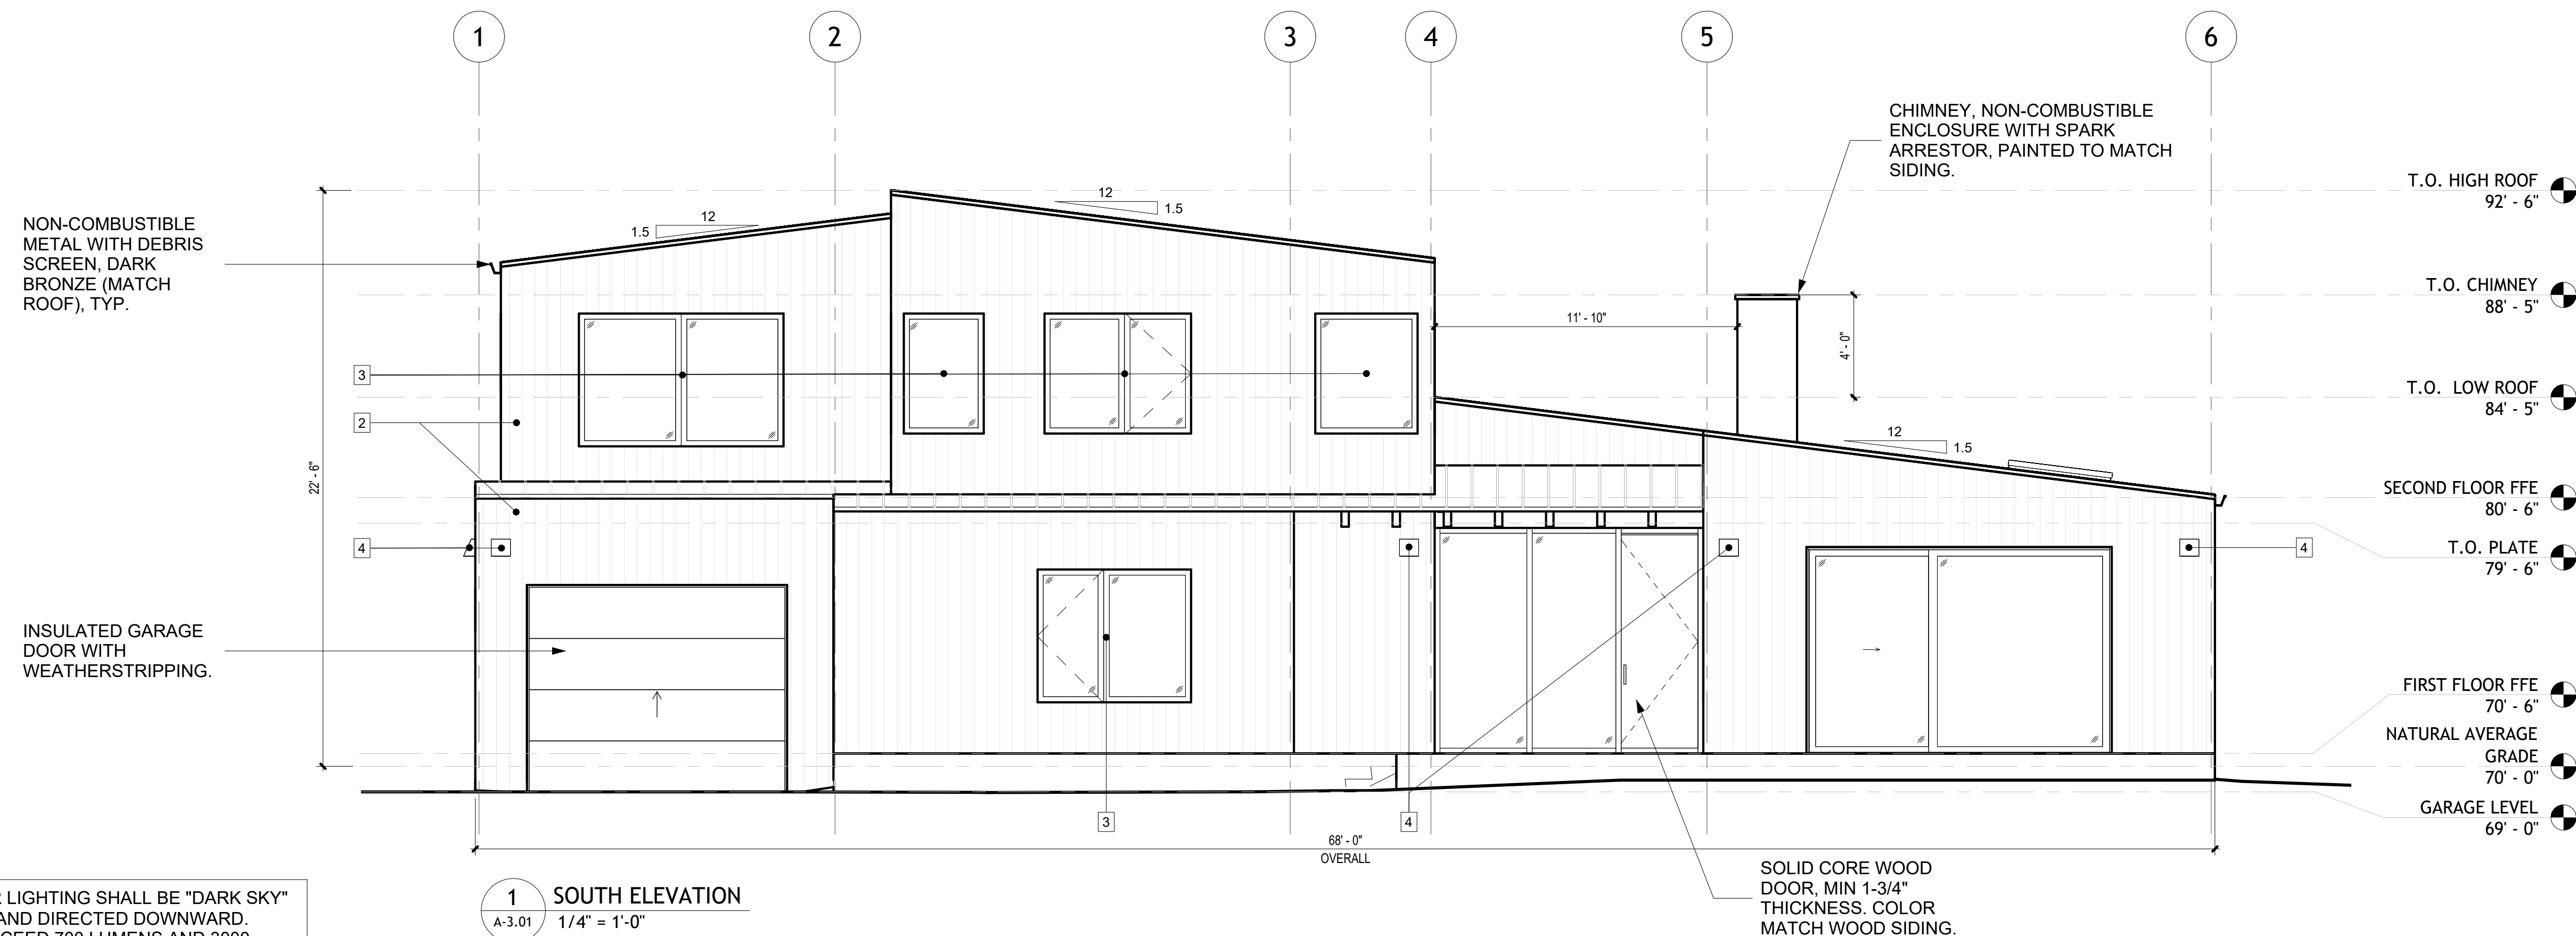 1
2
3
4
5
6
CHIMNEY, NON-COMBUSTIBLE
ENCLOSURE WITH SPARK
ARRESTOR, PAINTED TO MATCH
SIDING.
T.O. HIGH ROOF
92' - 6"
NON-COMBUSTIBLE
METAL WITH DEBRIS
SCREEN, DARK
BRONZE (MATCH
ROOF), TYP.
12
1.5
12
1.5
T.O. CHIMNEY
88' - 5"
11' - 10"
4' - 0"
3
T.O. LOW ROOF
84' - 5"
2
12
1.5
22' - 6"
SECOND FLOOR FFE
80' - 6"
4
4
T.O. PLATE
79' - 6"
INSULATED GARAGE
DOOR WITH
WEATHERSTRIPPING.
FIRST FLOOR FFE
70' - 6"
NATURAL AVERAGE
GRADE
70' - 0"
GARAGE LEVEL
69' - 0"
3
4
68' - 0"
OVERALL
SOLID CORE WOOD
DOOR, MIN 1-3/4"
THICKNESS. COLOR
MATCH WOOD SIDING.
LIGHTING SHALL BE "DARK SKY"
AND DIRECTED DOWNWARD.
1
A-3.01
SOUTH ELEVATION
1/4" = 1'-0"